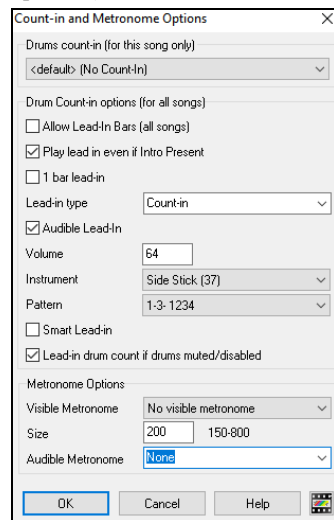 Count-in and Metronome Options
Drums count-in (for this song only)
<default> (No Count-In)
Drum Count-in options (for all songs)
Allow Lead-In Bars (all songs)
Play lead in even if Intro Present
1 bar lead-in
Lead-in type Count-in
Audible Lead-In
Volume 64
Instrument Side Stick (37)
Pattern 1-3- 1234
Smart Lead-in
Lead-in drum count if drums muted/disabled
Metronome Options
Visible Metronome No visible metronome
Size 200 150-800
Audible Metronome None
OK Cancel Help